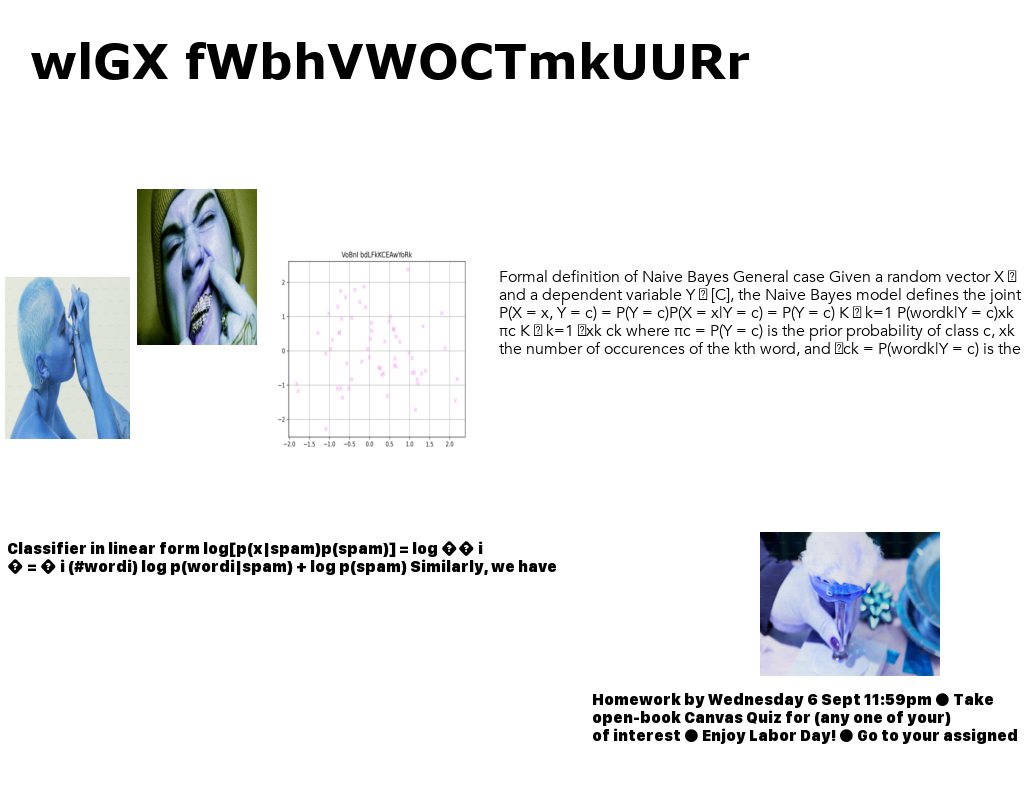 wlGX fWbhVWOCTmkUURr
VoBnI bdLFkKCEAwYoRk
2
1
0
−1
−2
−2.0 −1.5 −1.0 −0.5 0.0 0.5 1.0 1.5 2.0
Formal definition of Naive Bayes General case Given a random vector X
and a dependent variable Y [C], the Naive Bayes model defines the joint
P(X = x, Y = c) = P(Y = c)P(X = x|Y = c) = P(Y = c) K k=1 P(wordk|Y = c)xk
πc K k=1 xk ck where πc = P(Y = c) is the prior probability of class c, xk
the number of occurences of the kth word, and ck = P(wordk|Y = c) is the
Classifier in linear form log[p(x|spam)p(spam)] = log �� i
� = � i (#wordi) log p(wordi|spam) + log p(spam) Similarly, we have
Homework by Wednesday 6 Sept 11:59pm ● Take
open-book Canvas Quiz for (any one of your)
of interest ● Enjoy Labor Day! ● Go to your assigned